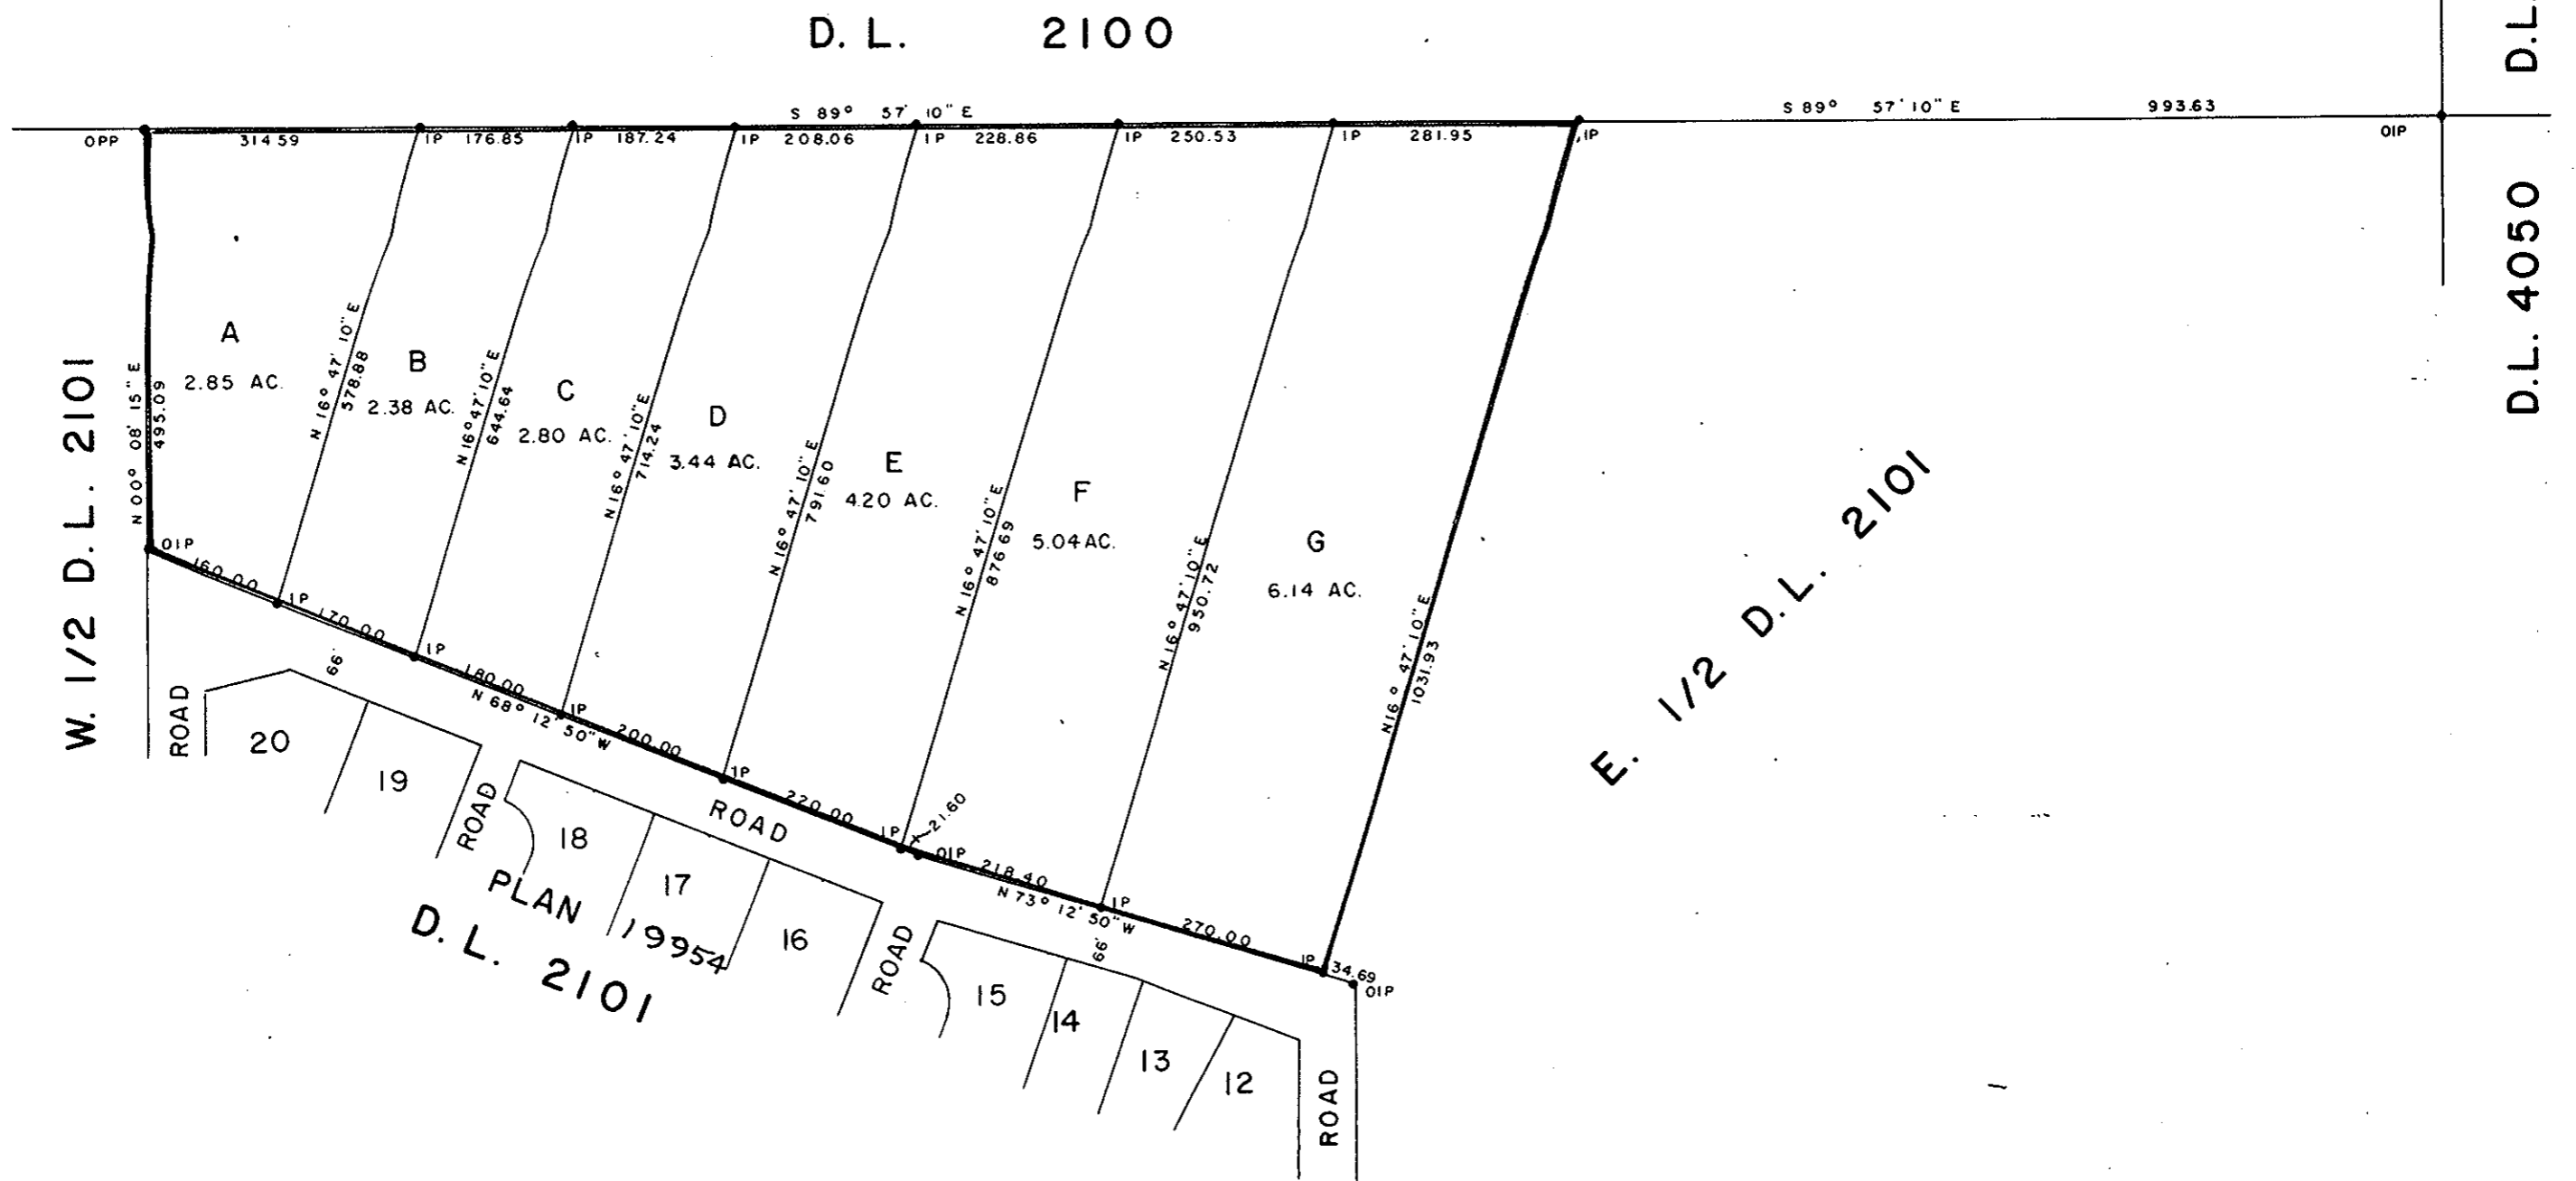 D. L. 2100
D.L.
S 89° 57' 10" E
S 89° 57' 10" E 993.63
OPP 314.59 IP 176.85 IP 187.24 IP 208.06 IP 228.86 IP 250.53 IP 281.95 IP OIP
D.L. 4050
W. 1/2 D.L. 2101
N 00° 08' 15" E
495.09
A
2.85 AC.
N 16° 47' 10" E
578.88
B
2.38 AC.
N 16° 47' 10" E
644.64
C
2.80 AC.
N 16° 47' 10" E
714.24
D
3.44 AC.
N 16° 47' 10" E
791.60
E
4.20 AC.
N 16° 47' 10" E
876.69
F
5.04 AC.
N 16° 47' 10" E
950.72
G
6.14 AC.
N 16° 47' 10" E
1031.93
E. 1/2 D. L. 2101
OIP
160.00
IP
170.00
IP
180.00
N 68° 12' 50" W
IP
200.00
IP
220.00
IP
21.60
OIP
218.40
N 73° 12' 50" W
IP
270.00
IP
34.69
OIP
66'
66'
ROAD
20
19
ROAD
18
17
ROAD
16
ROAD
15
14
13
12
ROAD
PLAN 19954
D. L. 2101